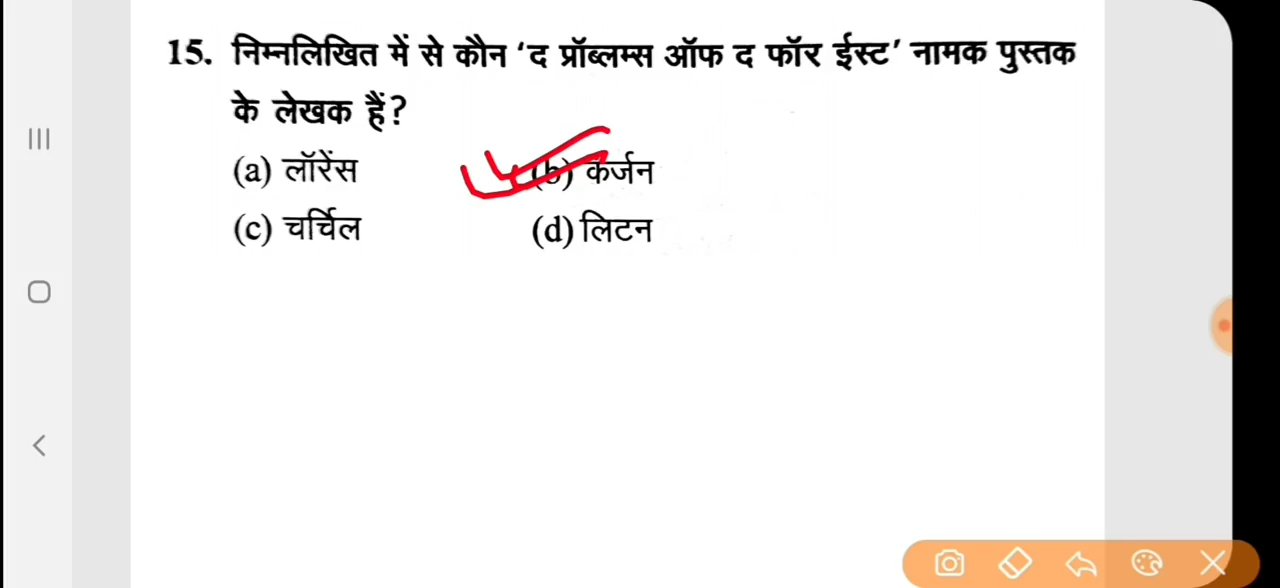 15. निम्नलिखित में से कौन ‘द प्रॉब्लम्स ऑफ द फॉर ईस्ट’ नामक पुस्तक
के लेखक हैं?
(a) लॉरेंस (b) कर्जन
(c) चर्चिल (d) लिटन